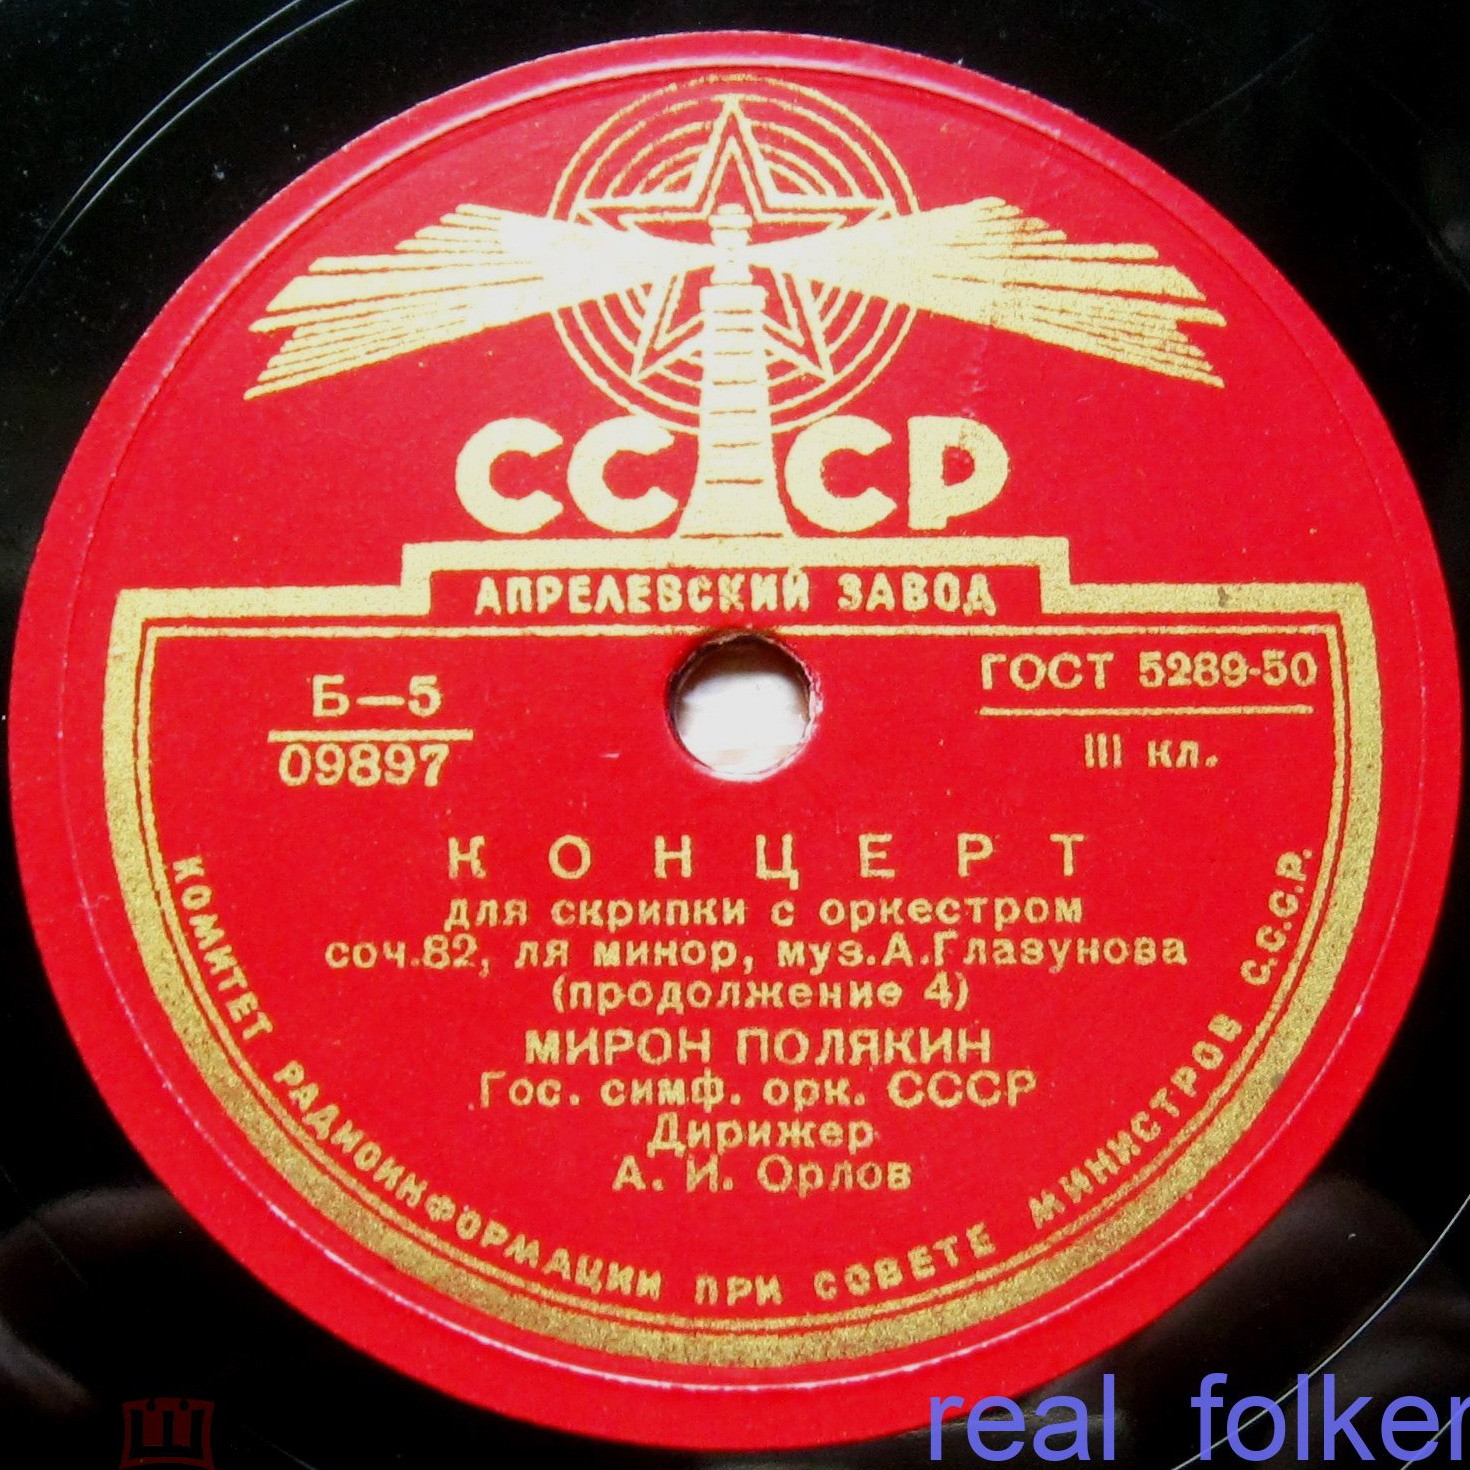 СССР
АПРЕЛЕВСКИЙ ЗАВОД
Б—5
09897
ГОСТ 5289-50
III кл.
КОНЦЕРТ
для скрипки с оркестром
соч.82, ля минор, муз.А.Глазунова
(продолжение 4)
МИРОН ПОЛЯКИН
Гос. симф. орк. СССР
Дирижер
А. И. Орлов
КОМИТЕТ РАДИОИНФОРМАЦИИ ПРИ СОВЕТЕ МИНИСТРОВ С.С.С.Р.
real folker